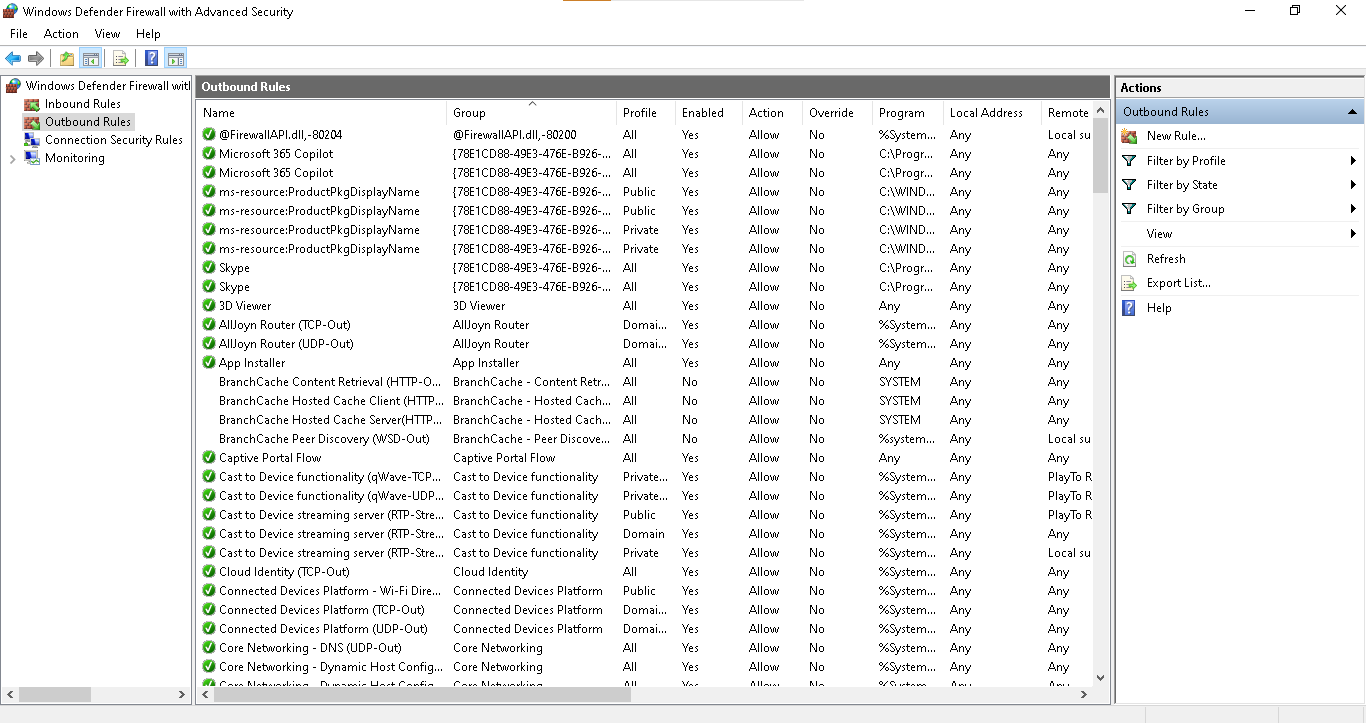 Windows Defender Firewall with Advanced Security
File Action View Help
Windows Defender Firewall witl
Inbound Rules
Outbound Rules
Connection Security Rules
Monitoring
Outbound Rules
Name Group Profile Enabled Action Override Program Local Address Remote
@FirewallAPI.dll,-80204 @FirewallAPI.dll,-80200 All Yes Allow No %System... Any Local su
Microsoft 365 Copilot {78E1CD88-49E3-476E-B926-... All Yes Allow No C:\Progr... Any Any
Microsoft 365 Copilot {78E1CD88-49E3-476E-B926-... All Yes Allow No C:\Progr... Any Any
ms-resource:ProductPkgDisplayName {78E1CD88-49E3-476E-B926-... Public Yes Allow No C:\WIND... Any Any
ms-resource:ProductPkgDisplayName {78E1CD88-49E3-476E-B926-... Public Yes Allow No C:\WIND... Any Any
ms-resource:ProductPkgDisplayName {78E1CD88-49E3-476E-B926-... Private Yes Allow No C:\WIND... Any Any
ms-resource:ProductPkgDisplayName {78E1CD88-49E3-476E-B926-... Private Yes Allow No C:\WIND... Any Any
Skype {78E1CD88-49E3-476E-B926-... All Yes Allow No C:\Progr... Any Any
Skype {78E1CD88-49E3-476E-B926-... All Yes Allow No C:\Progr... Any Any
3D Viewer 3D Viewer All Yes Allow No Any Any Any
AllJoyn Router (TCP-Out) AllJoyn Router Domai... Yes Allow No %System... Any Any
AllJoyn Router (UDP-Out) AllJoyn Router Domai... Yes Allow No %System... Any Any
App Installer App Installer All Yes Allow No Any Any Any
BranchCache Content Retrieval (HTTP-O... BranchCache - Content Retr... All No Allow No SYSTEM Any Any
BranchCache Hosted Cache Client (HTTP... BranchCache - Hosted Cach... All No Allow No SYSTEM Any Any
BranchCache Hosted Cache Server(HTTP... BranchCache - Hosted Cach... All No Allow No SYSTEM Any Any
BranchCache Peer Discovery (WSD-Out) BranchCache - Peer Discove... All No Allow No %system... Any Local su
Captive Portal Flow Captive Portal Flow All Yes Allow No Any Any Any
Cast to Device functionality (qWave-TCP... Cast to Device functionality Private... Yes Allow No %System... Any PlayTo R
Cast to Device functionality (qWave-UDP... Cast to Device functionality Private... Yes Allow No %System... Any PlayTo R
Cast to Device streaming server (RTP-Stre... Cast to Device functionality Public Yes Allow No %System... Any PlayTo R
Cast to Device streaming server (RTP-Stre... Cast to Device functionality Domain Yes Allow No %System... Any Any
Cast to Device streaming server (RTP-Stre... Cast to Device functionality Private Yes Allow No %System... Any Local su
Cloud Identity (TCP-Out) Cloud Identity All Yes Allow No %System... Any Any
Connected Devices Platform - Wi-Fi Dire... Connected Devices Platform Public Yes Allow No %System... Any Any
Connected Devices Platform (TCP-Out) Connected Devices Platform Domai... Yes Allow No %System... Any Any
Connected Devices Platform (UDP-Out) Connected Devices Platform Domai... Yes Allow No %System... Any Any
Core Networking - DNS (UDP-Out) Core Networking All Yes Allow No %System... Any Any
Core Networking - Dynamic Host Config... Core Networking All Yes Allow No %System... Any Any
Core Networking - Dynamic Host Config... Core Networking All Yes Allow No %System... Any Any
Actions
Outbound Rules
New Rule...
Filter by Profile
Filter by State
Filter by Group
View
Refresh
Export List...
Help